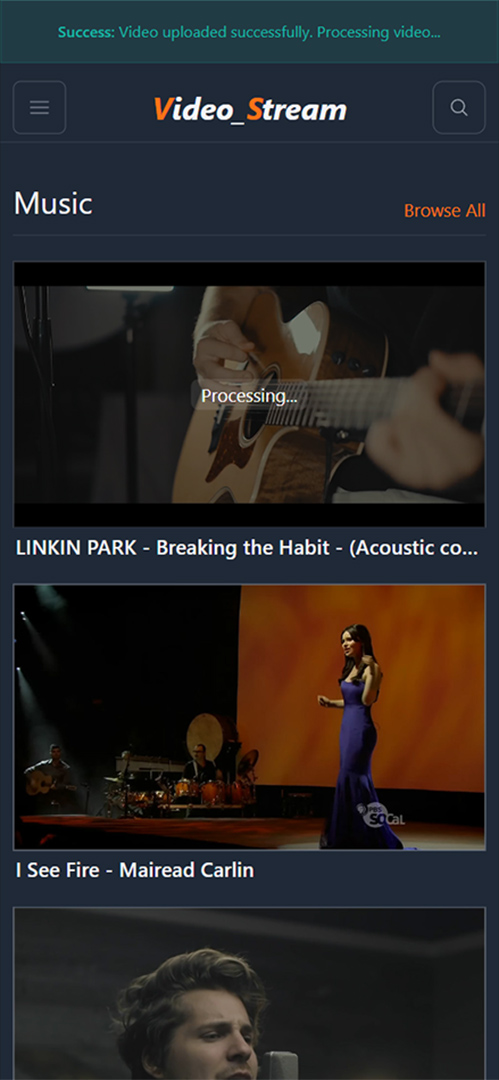 Success: Video uploaded successfully. Processing video...
Video_Stream
Music
Browse All
Processing...
LINKIN PARK - Breaking the Habit - (Acoustic co...
PBS
SOCAL
I See Fire - Mairead Carlin